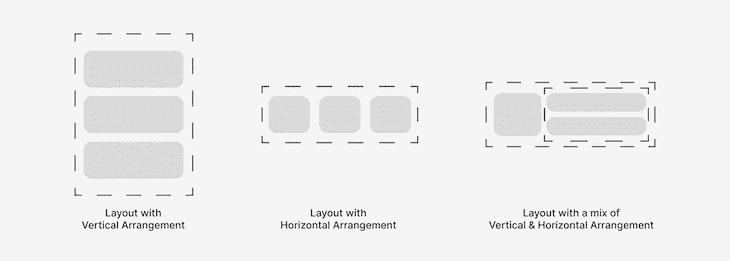 Layout with
Vertical Arrangement
Layout with
Horizontal Arrangement
Layout with a mix of
Vertical & Horizontal Arrangement